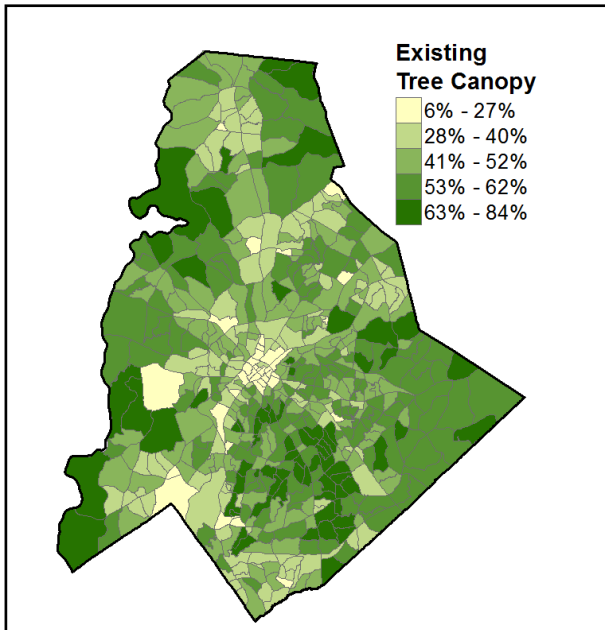 Existing
Tree Canopy
6% - 27%
28% - 40%
41% - 52%
53% - 62%
63% - 84%